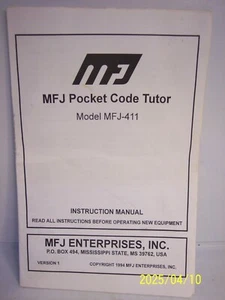 MFJ
MFJ Pocket Code Tutor
Model MFJ-411
INSTRUCTION MANUAL
READ ALL INSTRUCTIONS BEFORE OPERATING NEW EQUIPMENT
MFJ ENTERPRISES, INC.
P.O. BOX 494, MISSISSIPPI STATE, MS 39762, USA
VERSION 1 COPYRIGHT 1994 MFJ ENTERPRISES, INC.
2025/04/10